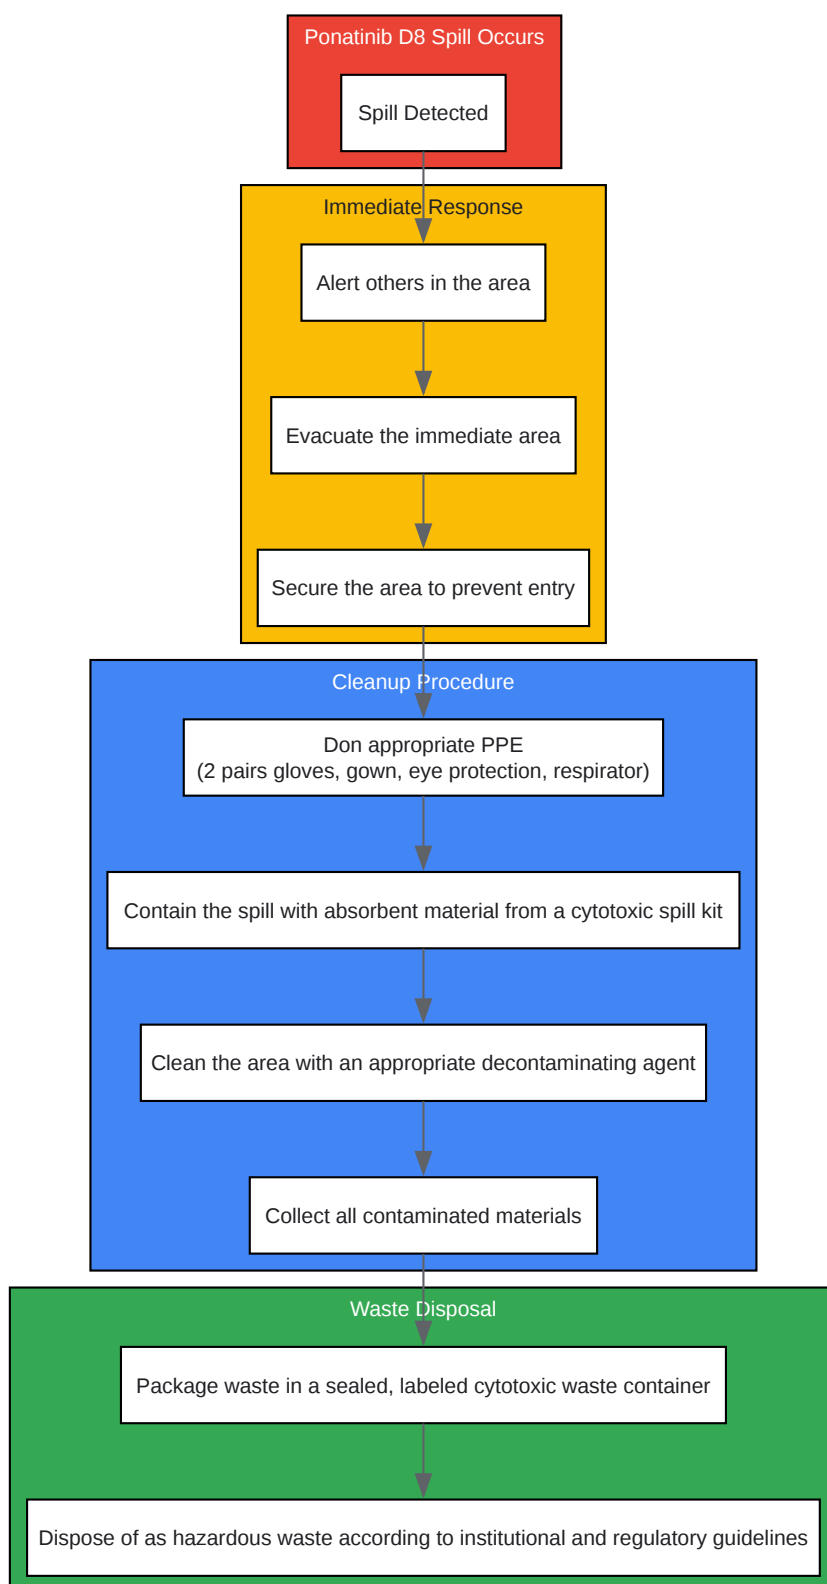 Ponatinib D8 Spill Occurs
Spill Detected
Immediate Response
Alert others in the area
Evacuate the immediate area
Secure the area to prevent entry
Cleanup Procedure
Don appropriate PPE
(2 pairs gloves, gown, eye protection, respirator)
Contain the spill with absorbent material from a cytotoxic spill kit
Clean the area with an appropriate decontaminating agent
Collect all contaminated materials
Waste Disposal
Package waste in a sealed, labeled cytotoxic waste container
Dispose of as hazardous waste according to institutional and regulatory guidelines